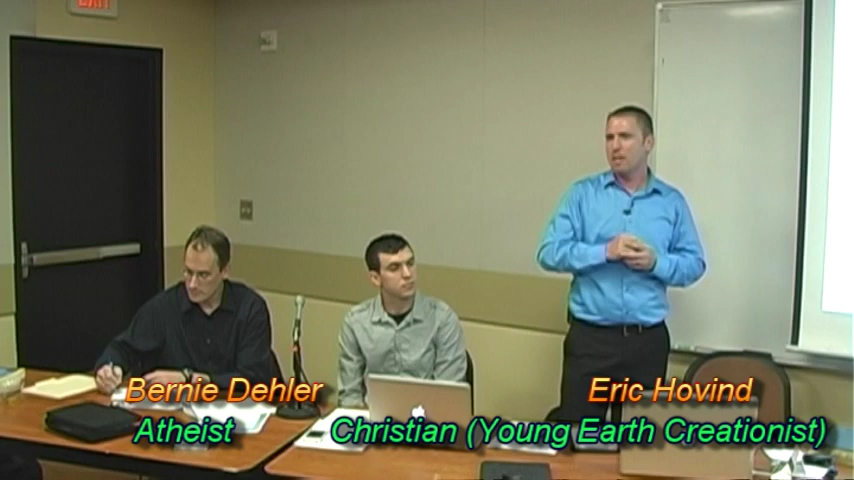 EXIT
Bernie Dehler
Eric Hovind
Atheist
Christian (Young Earth Creationist)